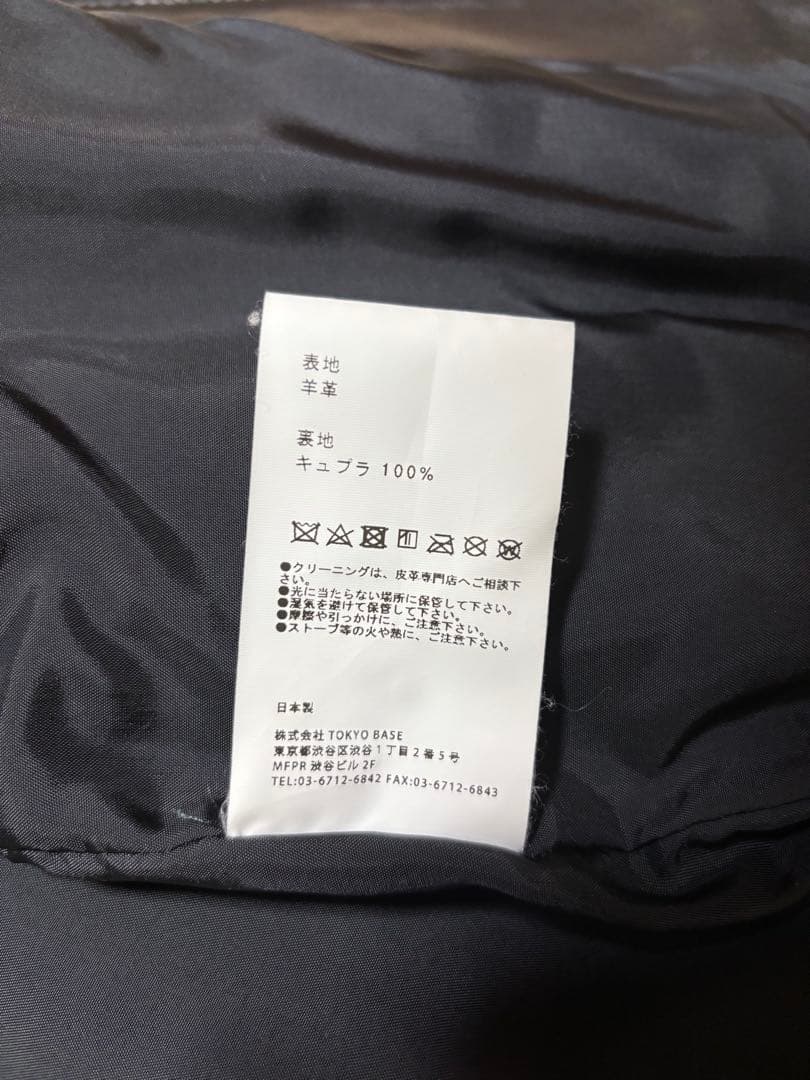 表地
羊革
裏地
キュプラ 100%
●クリーニングは、皮革専門店へご相談下
さい。
●光に当たらない場所に保管して下さい。
●湿気を避けて保管して下さい。
●摩擦や引っかけに、ご注意下さい。
●ストーブ等の火や熱に、ご注意下さい。
日本製
株式会社 TOKYO BASE
東京都渋谷区渋谷1丁目2番5号
MFPR 渋谷ビル 2F
TEL:03-6712-6842 FAX:03-6712-6843